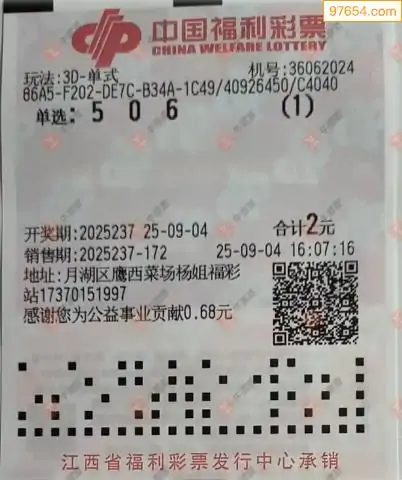 97654.com
中国福利彩票
CHINA WELFARE LOTTERY
玩法:3D-单式 机号:36062024
86A5-F202-DE7C-B34A-1C49/40926450/C4040
单选: 5 0 6 (1)
开奖期:2025237 25-09-04 合计2元
销售期:2025237-172 25-09-04 16:07:16
地址:月湖区鹰西菜场杨姐福彩
站17370151997
感谢您为公益事业贡献0.68元
江西省福利彩票发行中心承销